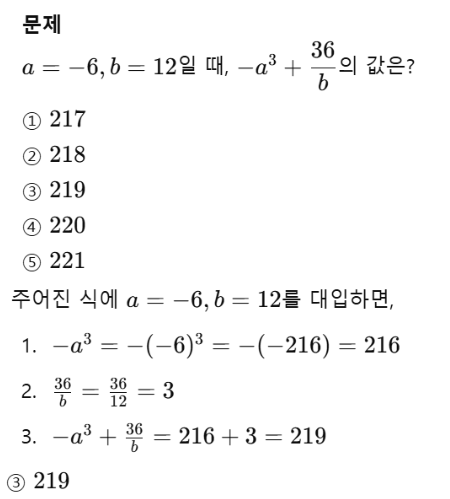 문제
a = −6, b = 12일 때, −a³ + 36/b의 값은?
① 217
② 218
③ 219
④ 220
⑤ 221
주어진 식에 a = −6, b = 12를 대입하면,
1. −a³ = −(−6)³ = −(−216) = 216
2. 36/b = 36/12 = 3
3. −a³ + 36/b = 216 + 3 = 219
③ 219